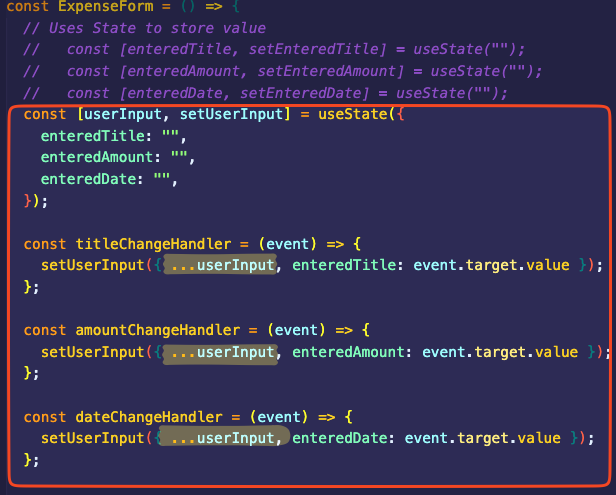 const ExpenseForm = () => {
// Uses State to store value
//   const [enteredTitle, setEnteredTitle] = useState("");
//   const [enteredAmount, setEnteredAmount] = useState("");
//   const [enteredDate, setEnteredDate] = useState("");
const [userInput, setUserInput] = useState({
enteredTitle: "",
enteredAmount: "",
enteredDate: "",
});
const titleChangeHandler = (event) => {
setUserInput({ ...userInput, enteredTitle: event.target.value });
};
const amountChangeHandler = (event) => {
setUserInput({ ...userInput, enteredAmount: event.target.value });
};
const dateChangeHandler = (event) => {
setUserInput({ ...userInput, enteredDate: event.target.value });
};